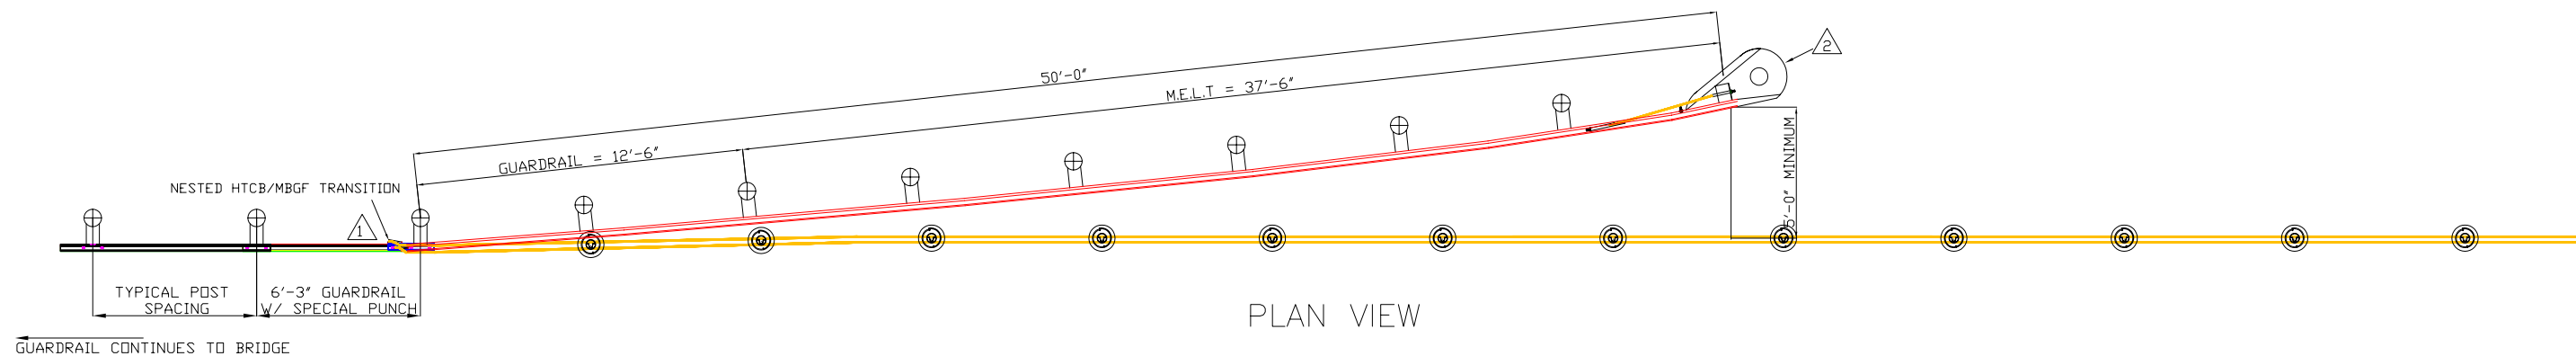 50'-0"
2
M.E.L.T = 37'-6"
GUARDRAIL = 12'-6"
5'-0" MINIMUM
NESTED HTCB/MBGF TRANSITION
1
TYPICAL POST
SPACING
6'-3" GUARDRAIL
W/ SPECIAL PUNCH
PLAN VIEW
GUARDRAIL CONTINUES TO BRIDGE